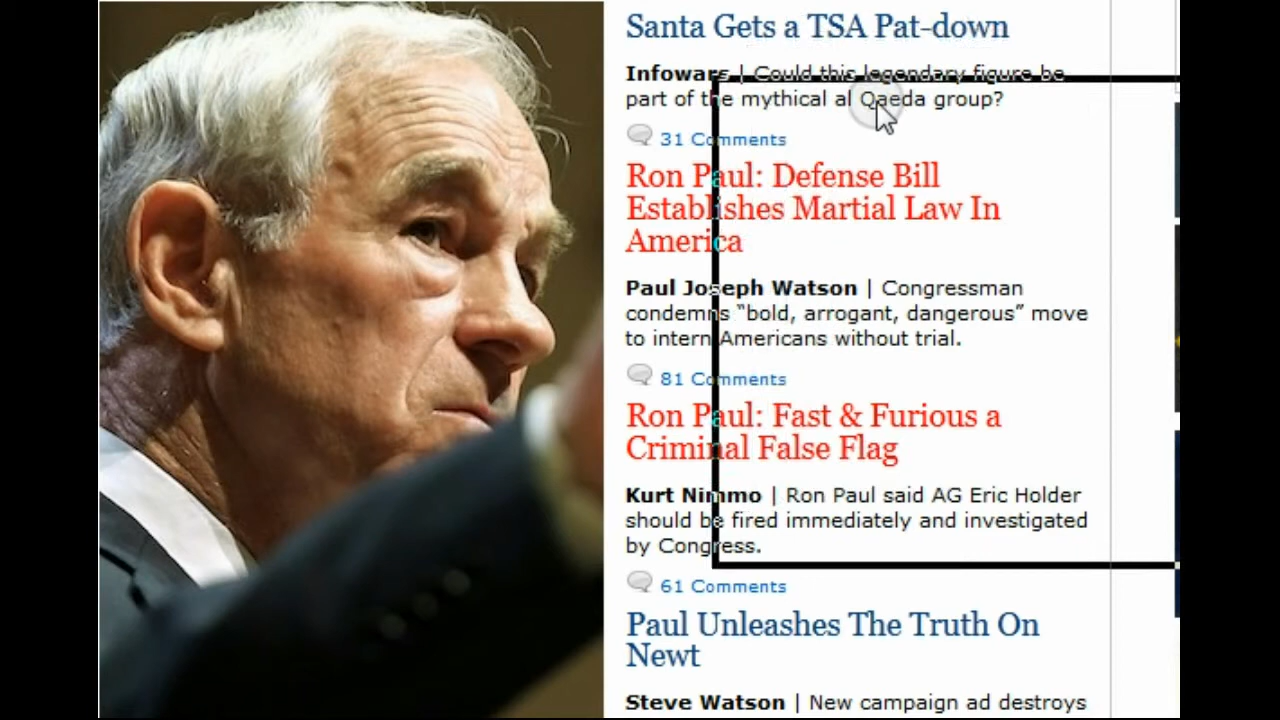 Santa Gets a TSA Pat-down
Infowars | Could this legendary figure be
part of the mythical al Qaeda group?
31 Comments
Ron Paul: Defense Bill
Establishes Martial Law In
America
Paul Joseph Watson | Congressman
condemns “bold, arrogant, dangerous” move
to intern Americans without trial.
81 Comments
Ron Paul: Fast & Furious a
Criminal False Flag
Kurt Nimmo | Ron Paul said AG Eric Holder
should be fired immediately and investigated
by Congress.
61 Comments
Paul Unleashes The Truth On
Newt
Steve Watson | New campaign ad destroys